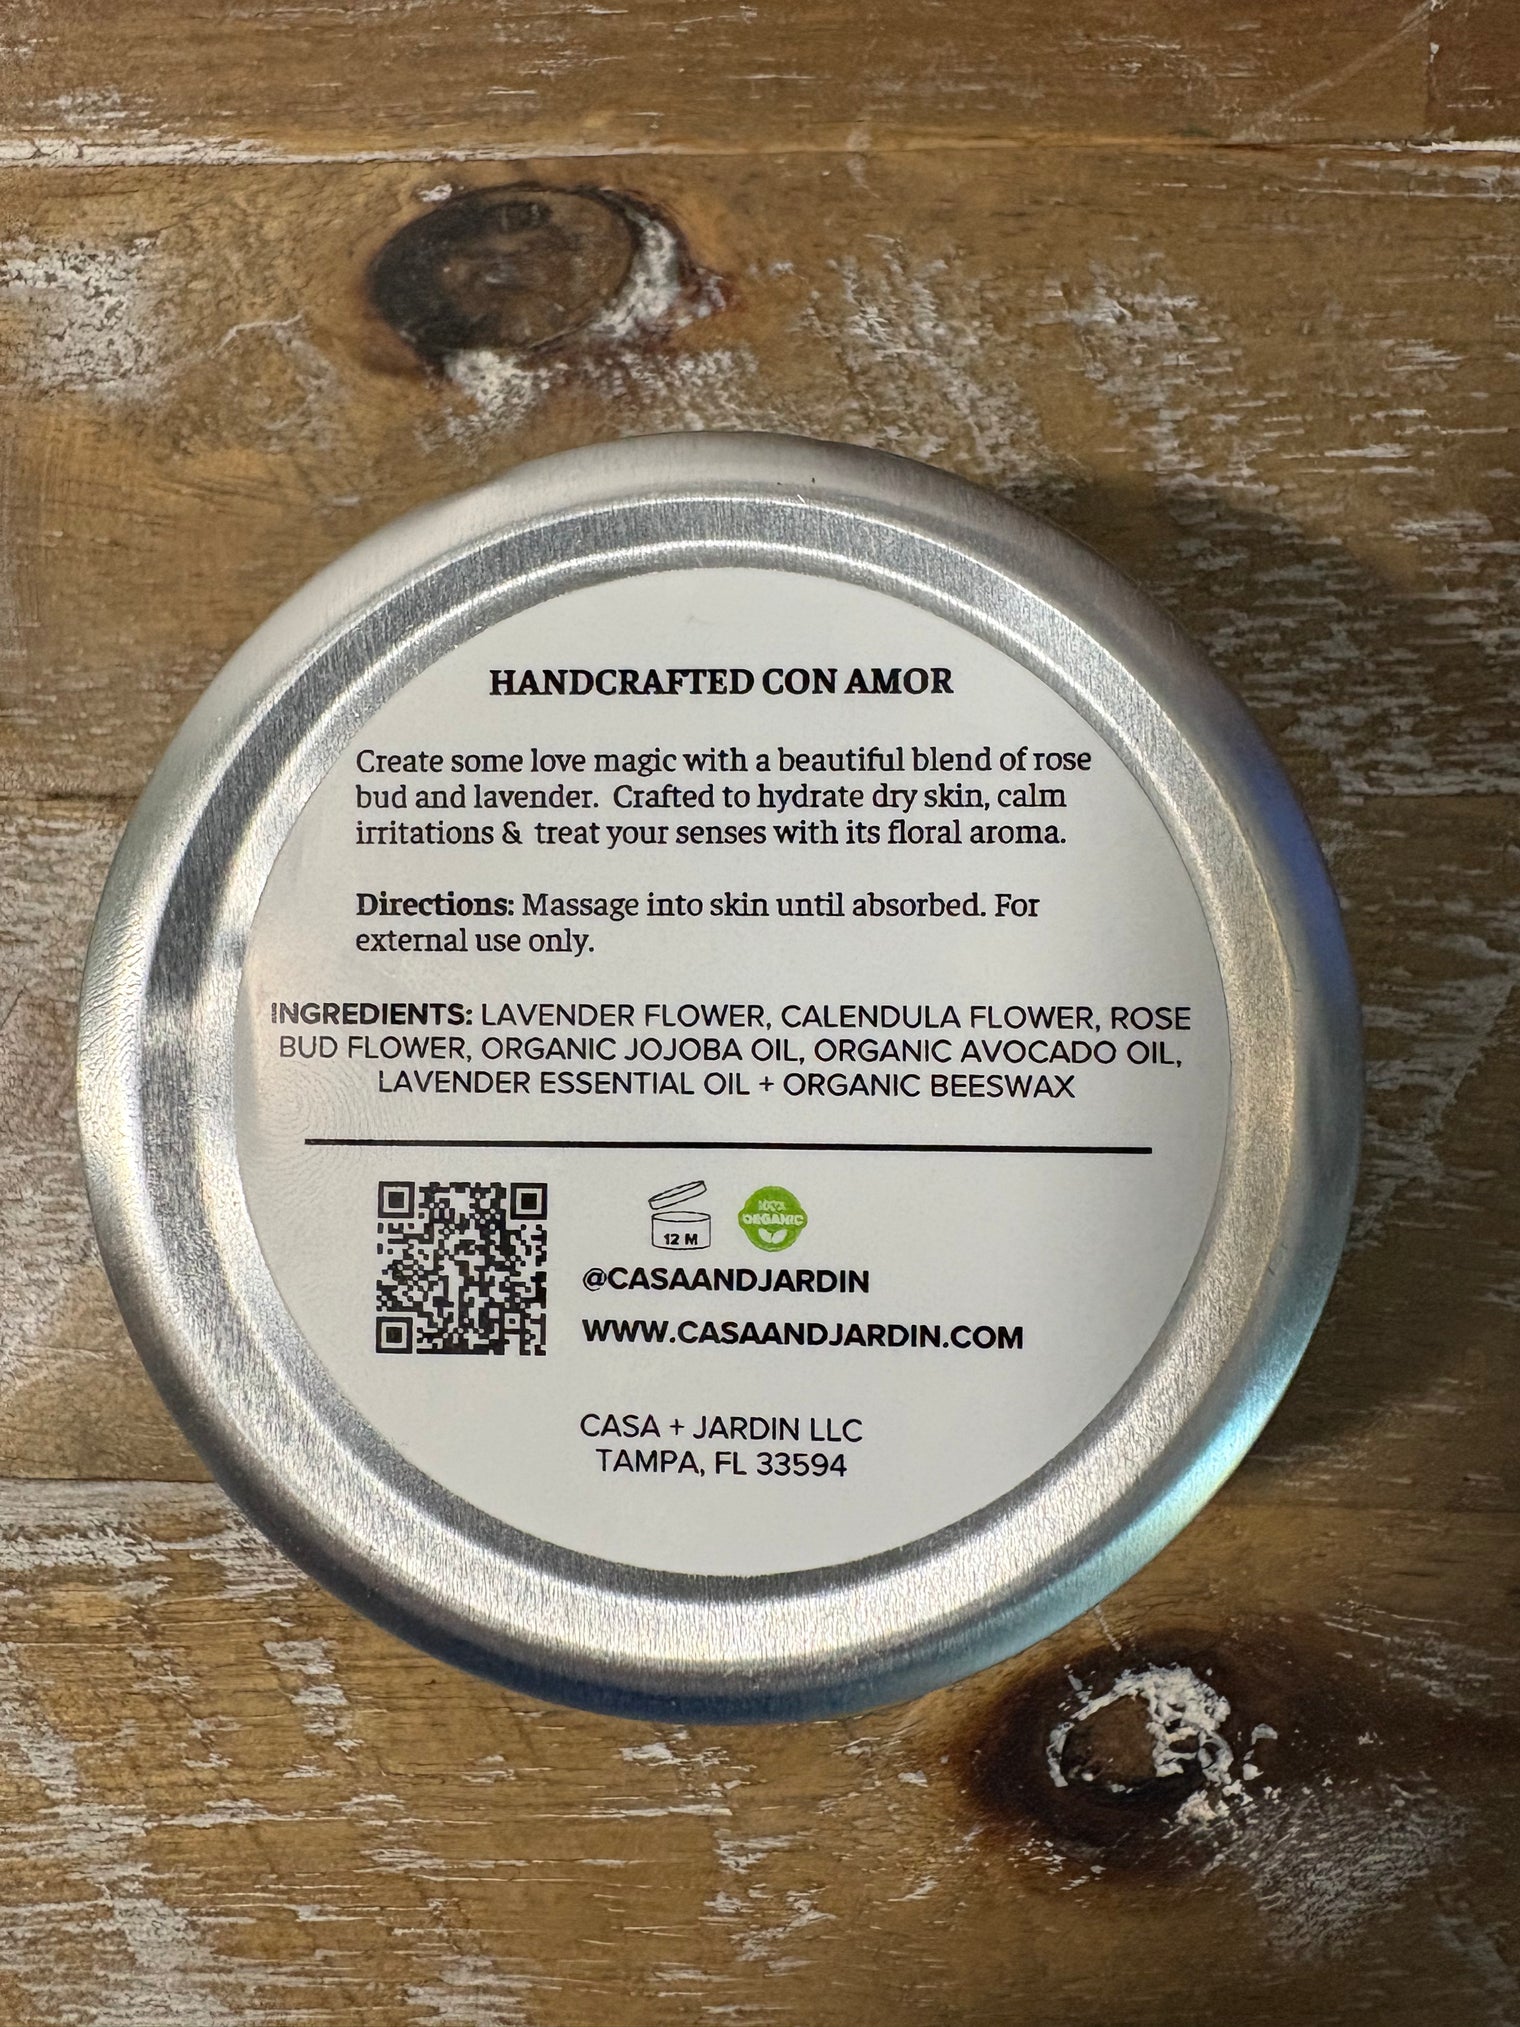 HANDCRAFTED CON AMOR
Create some love magic with a beautiful blend of rose
bud and lavender. Crafted to hydrate dry skin, calm
irritations & treat your senses with its floral aroma.
Directions: Massage into skin until absorbed. For
external use only.
INGREDIENTS: LAVENDER FLOWER, CALENDULA FLOWER, ROSE
BUD FLOWER, ORGANIC JOJOBA OIL, ORGANIC AVOCADO OIL,
LAVENDER ESSENTIAL OIL + ORGANIC BEESWAX
12 M
100%
ORGANIC
@CASAANDJARDIN
WWW.CASAANDJARDIN.COM
CASA + JARDIN LLC
TAMPA, FL 33594